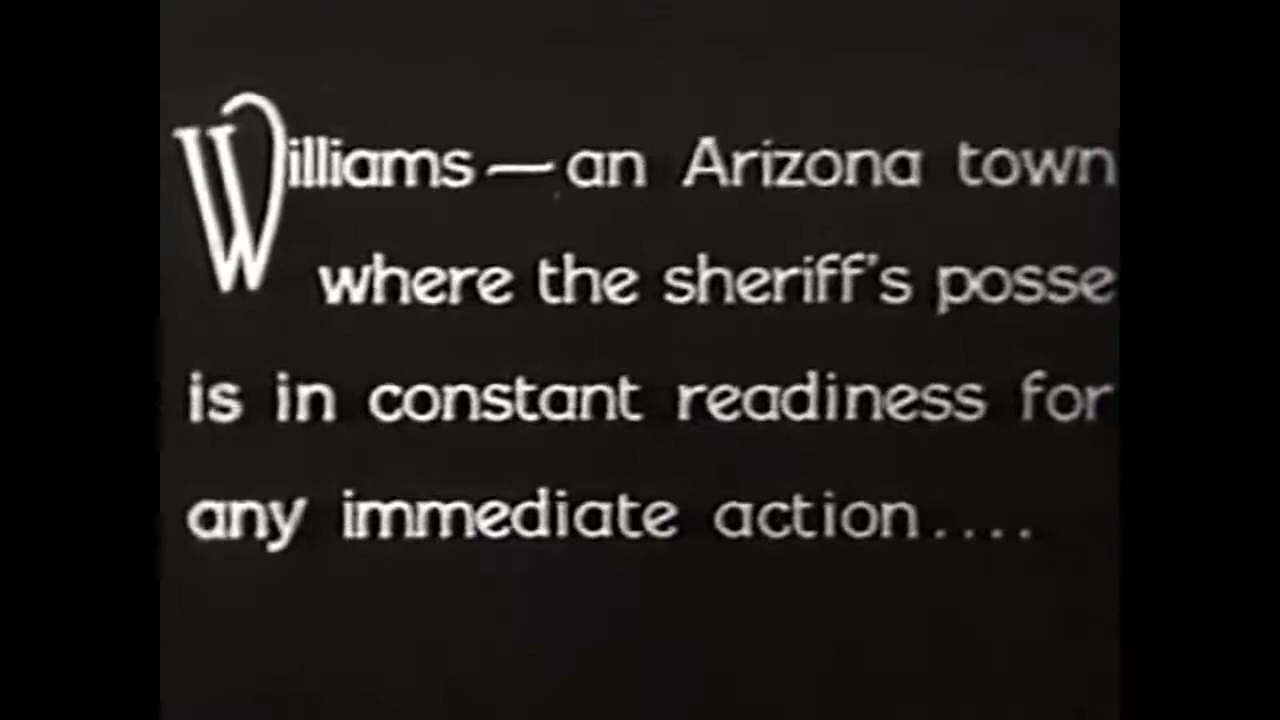 Williams — an Arizona town
where the sheriff's posse
is in constant readiness for
any immediate action....